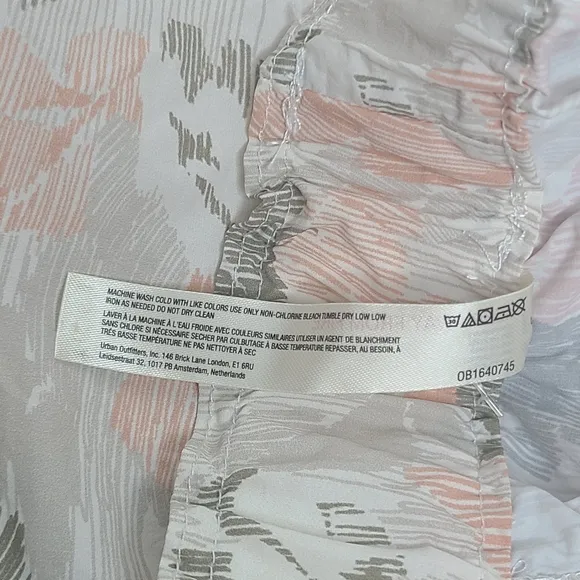 MACHINE WASH COLD WITH LIKE COLORS USE ONLY NON-CHLORINE BLEACH TUMBLE DRY LOW LOW
IRON AS NEEDED DO NOT DRY CLEAN
LAVER À LA MACHINE À L'EAU FROIDE AVEC COULEURS SIMILAIRES UTILISER UN AGENT DE BLANCHIMENT
SANS CHLORE SI NÉCESSAIRE SÉCHER PAR CULBUTAGE À BASSE TEMPÉRATURE REPASSER, AU BESOIN, À
TRÈS BASSE TEMPÉRATURE NE PAS NETTOYER À SEC
Urban Outfitters, Inc. 146 Brick Lane London, E1 6RU
Leidsestraat 32, 1017 PB Amsterdam, Netherlands
OB1640745